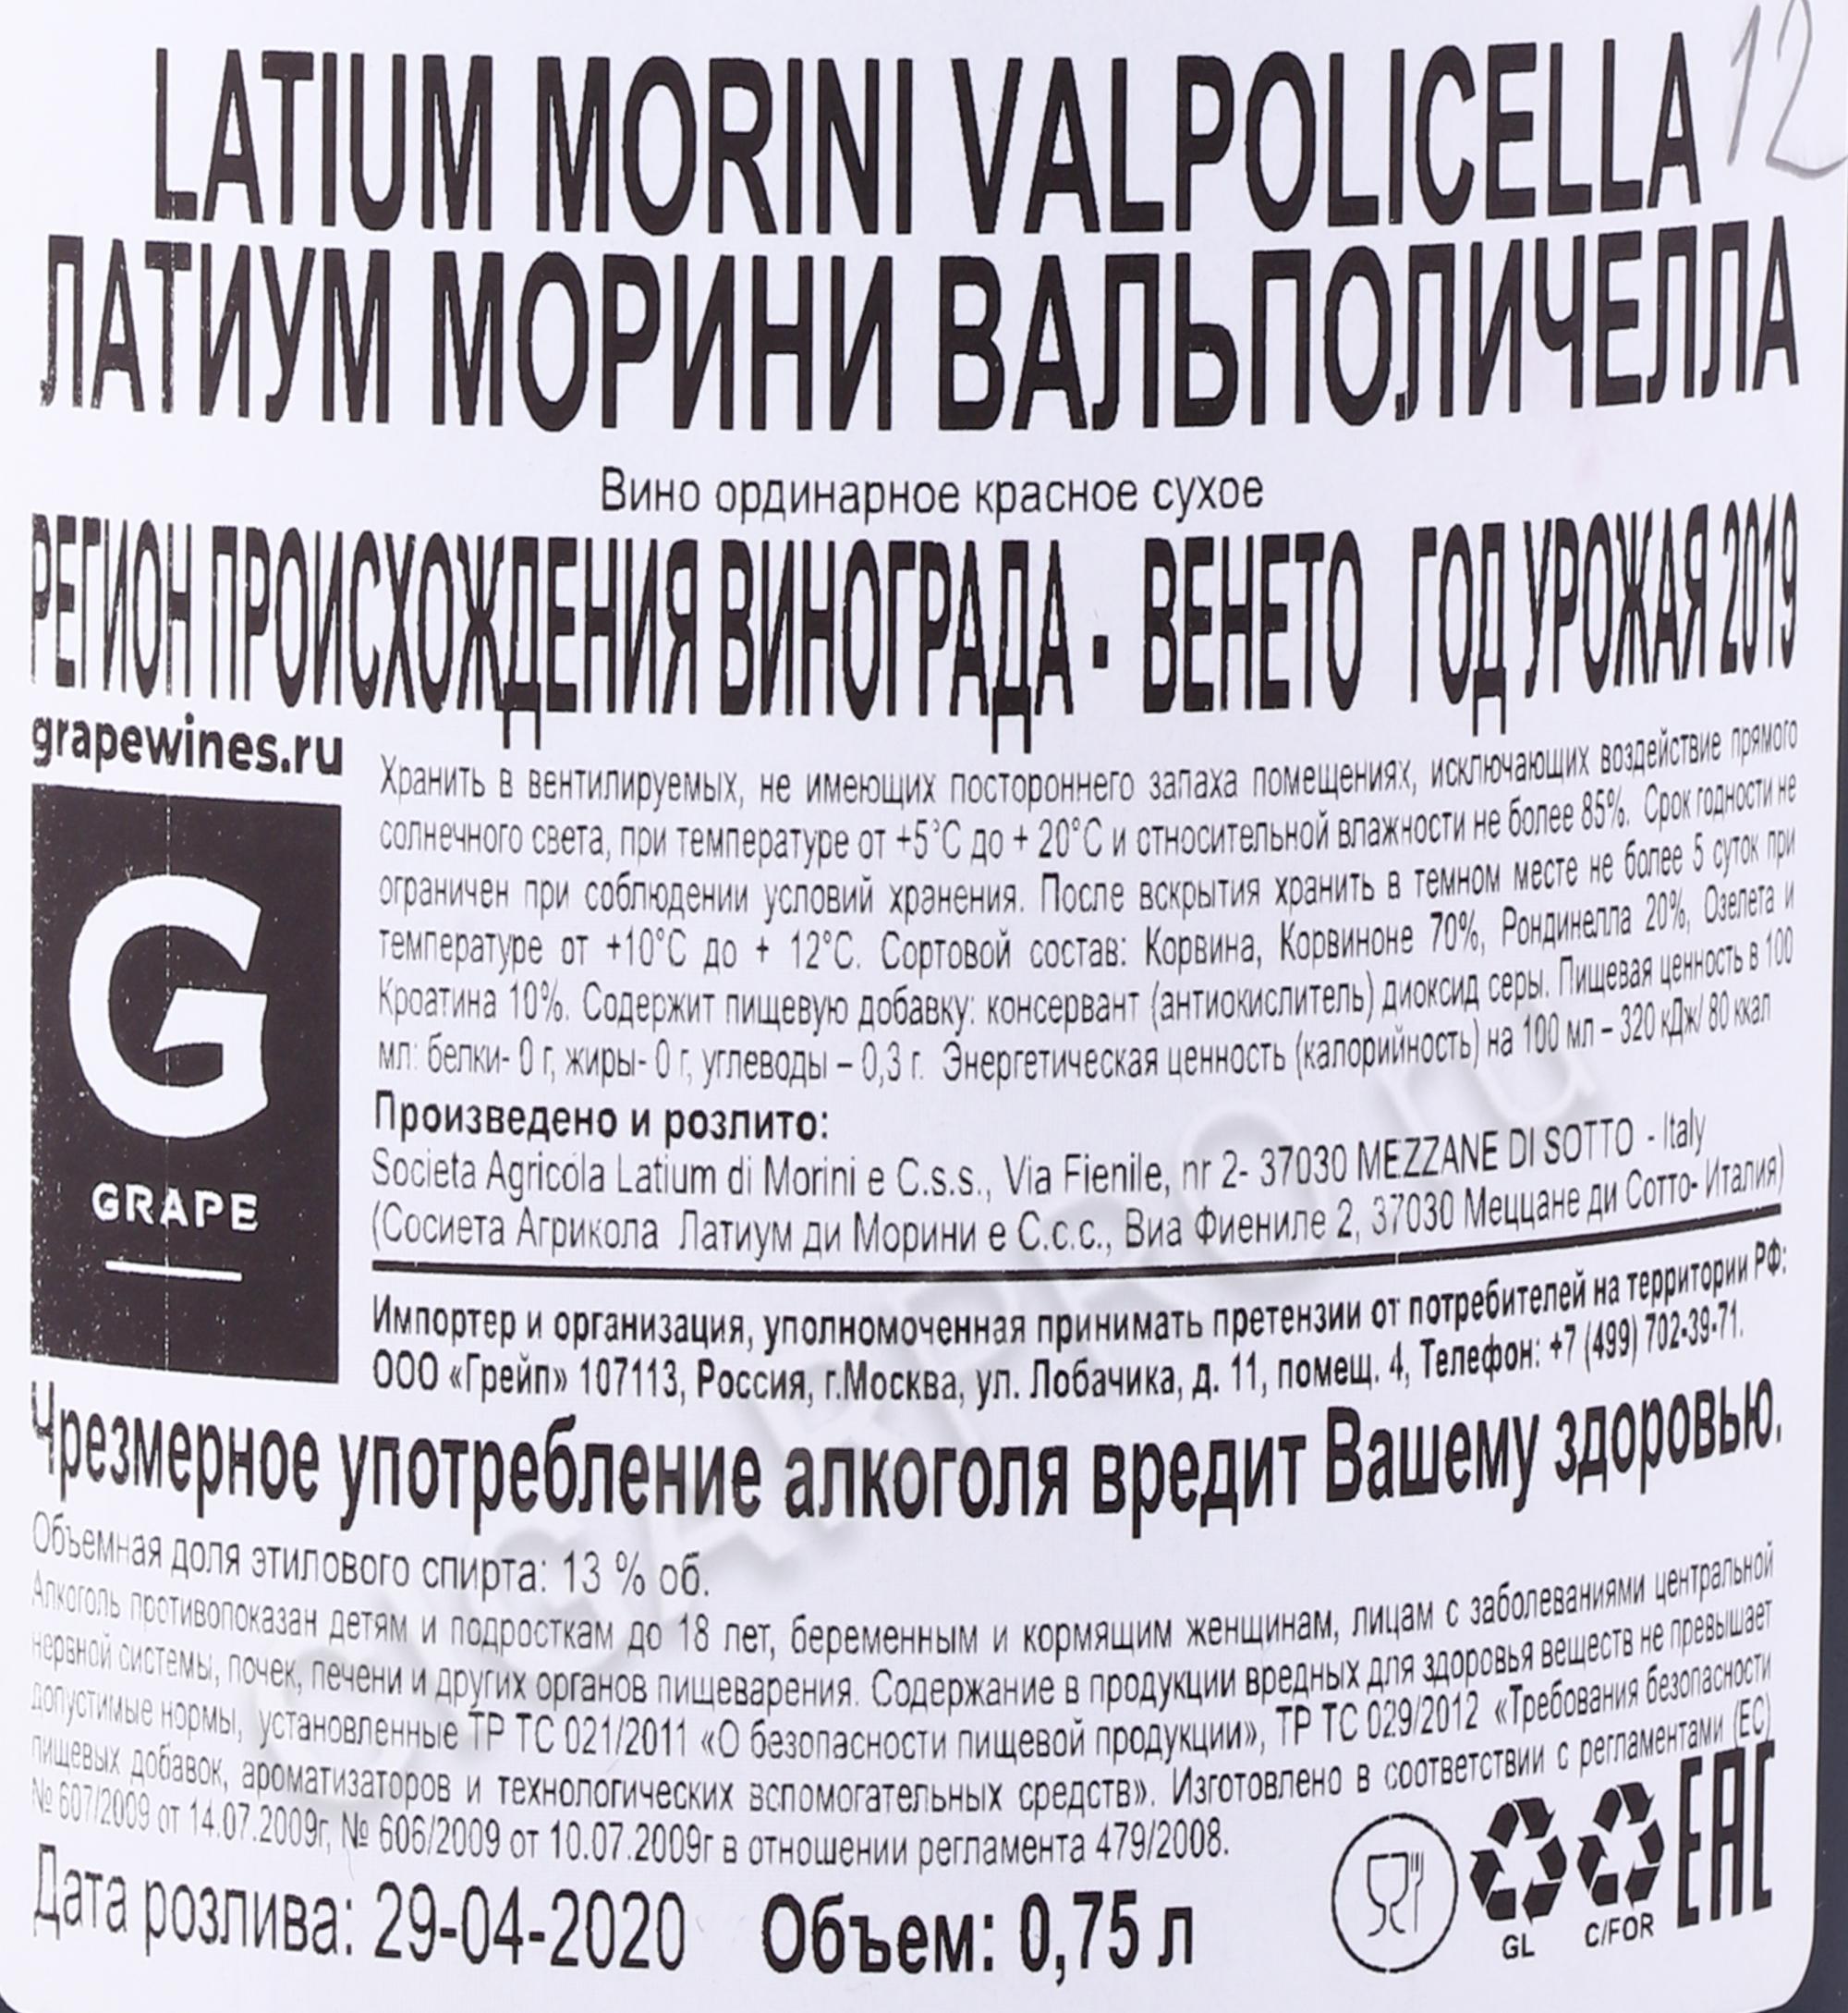 12
LATIUM MORINI VALPOLICELLA
ЛАТИУМ МОРИНИ ВАЛЬПОЛИЧЕЛЛА
Вино ординарное красное сухое
РЕГИОН ПРОИСХОЖДЕНИЯ ВИНОГРАДА - ВЕНЕТО ГОД УРОЖАЯ 2019
grapewines.ru
G
GRAPE
Хранить в вентилируемых, не имеющих постороннего запаха помещениях, исключающих воздействие прямого
солнечного света, при температуре от +5°С до + 20°С и относительной влажности не более 85%. Срок годности не
ограничен при соблюдении условий хранения. После вскрытия хранить в темном месте не более 5 суток при
температуре от +10°С до + 12°С. Сортовой состав: Корвина, Корвиноне 70%, Рондинелла 20%, Озелета и
Кроатина 10%. Содержит пищевую добавку: консервант (антиокислитель) диоксид серы. Пищевая ценность в 100
мл: белки- 0 г, жиры- 0 г, углеводы – 0,3 г. Энергетическая ценность (калорийность) на 100 мл – 320 кДж/ 80 ккал
Произведено и розлито:
Societa Agricola Latium di Morini e C.s.s., Via Fienile, nr 2- 37030 MEZZANE DI SOTTO - Italy
(Сосиета Агрикола Латиум ди Морини е С.с.с., Виа Фиениле 2, 37030 Меццане ди Сотто- Италия)
Импортер и организация, уполномоченная принимать претензии от потребителей на территории РФ:
ООО «Грейп» 107113, Россия, г.Москва, ул. Лобачика, д. 11, помещ. 4, Телефон: +7 (499) 702-39-71.
Чрезмерное употребление алкоголя вредит Вашему здоровью.
Объемная доля этилового спирта: 13 % об.
Алкоголь противопоказан детям и подросткам до 18 лет, беременным и кормящим женщинам, лицам с заболеваниями центральной
нервной системы, почек, печени и других органов пищеварения. Содержание в продукции вредных для здоровья веществ не превышает
допустимые нормы, установленные ТР ТС 021/2011 «О безопасности пищевой продукции», ТР ТС 029/2012 «Требования безопасности
пищевых добавок, ароматизаторов и технологических вспомогательных средств». Изготовлено в соответствии с регламентами (ЕС)
№ 607/2009 от 14.07.2009г, № 606/2009 от 10.07.2009г в отношении регламента 479/2008.
Дата розлива: 29-04-2020 Объем: 0,75 л
GL
C/FOR
ЕАС
CIGARPRO.ru